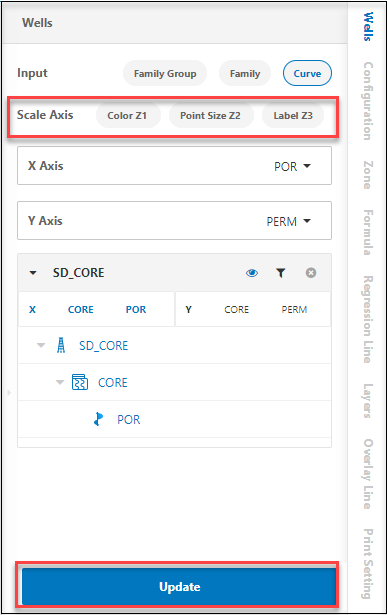 Wells
Input Family Group Family Curve
Scale Axis Color Z1 Point Size Z2 Label Z3
X Axis POR
Y Axis PERM
SD_CORE
X CORE POR Y CORE PERM
SD_CORE
CORE
POR
Update
Wells
Configuration
Zone
Formula
Regression Line
Layers
Overlay Line
Print Setting